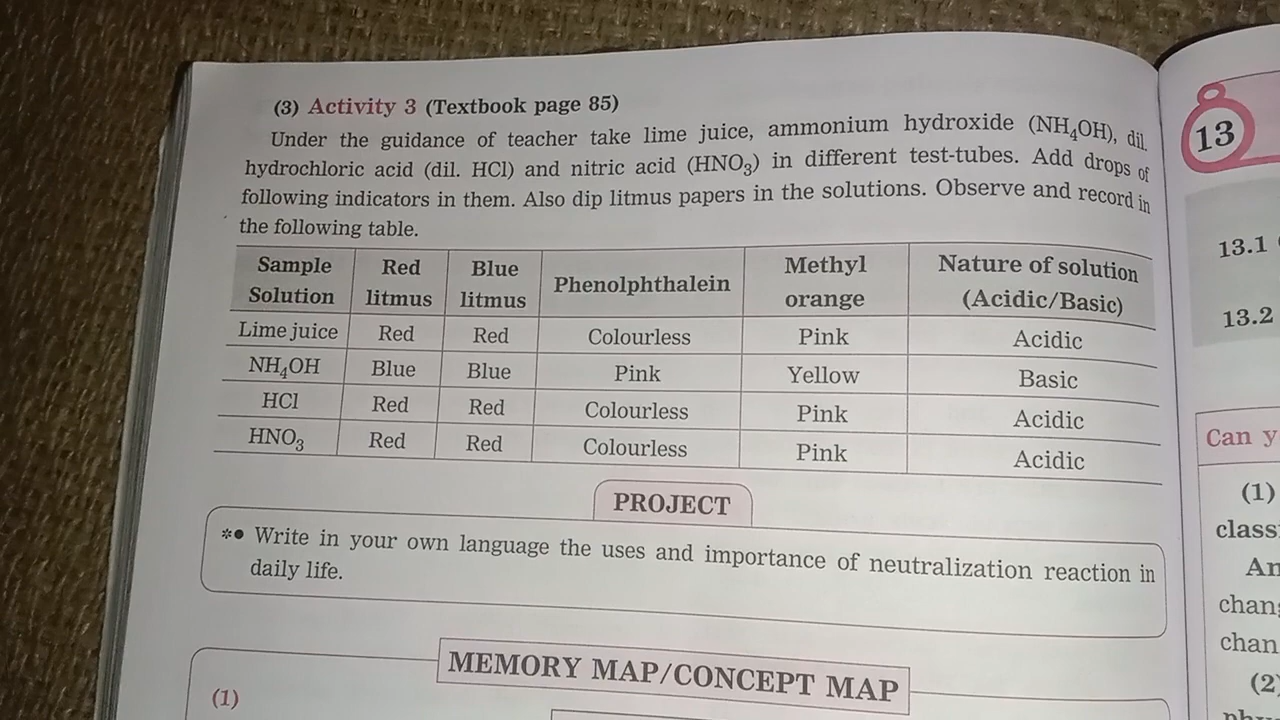 (3) Activity 3 (Textbook page 85)
Under the guidance of teacher take lime juice, ammonium hydroxide (NH₄OH), dil.
hydrochloric acid (dil. HCl) and nitric acid (HNO₃) in different test-tubes. Add drops of
following indicators in them. Also dip litmus papers in the solutions. Observe and record in
the following table.
Sample Solution | Red litmus | Blue litmus | Phenolphthalein | Methyl orange | Nature of solution (Acidic/Basic)
Lime juice | Red | Red | Colourless | Pink | Acidic
NH₄OH | Blue | Blue | Pink | Yellow | Basic
HCl | Red | Red | Colourless | Pink | Acidic
HNO₃ | Red | Red | Colourless | Pink | Acidic
PROJECT
*• Write in your own language the uses and importance of neutralization reaction in
daily life.
MEMORY MAP/CONCEPT MAP
(1)
13
13.1
13.2
Can y
(1)
class
An
chan
chan
(2)